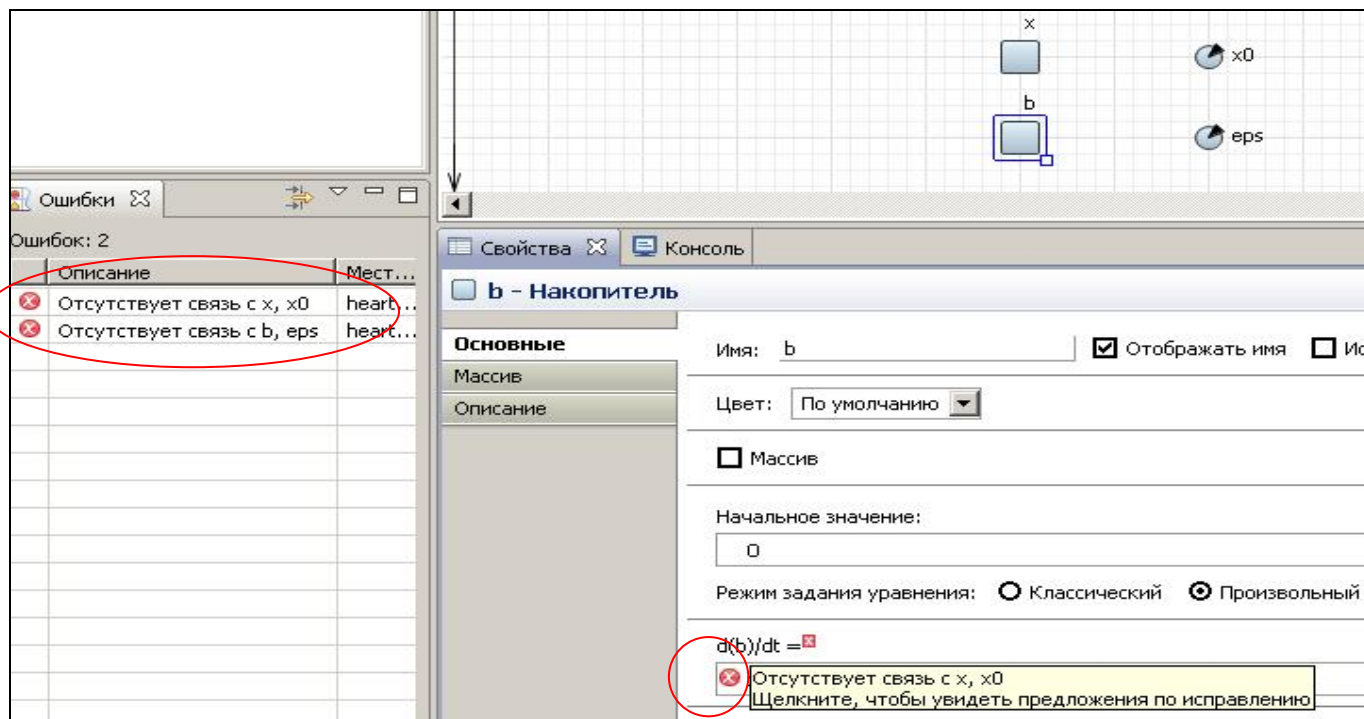 x
x0
b
eps
Ошибки
Ошибок: 2
Описание Мест...
Отсутствует связь с x, x0 heart...
Отсутствует связь с b, eps heart...
Свойства Консоль
b - Накопитель
Основные
Массив
Описание
Имя: b Отображать имя
Цвет: По умолчанию
Массив
Начальное значение:
0
Режим задания уравнения: Классический Произвольный
d(b)/dt =
Отсутствует связь с x, x0
Щелкните, чтобы увидеть предложения по исправлению